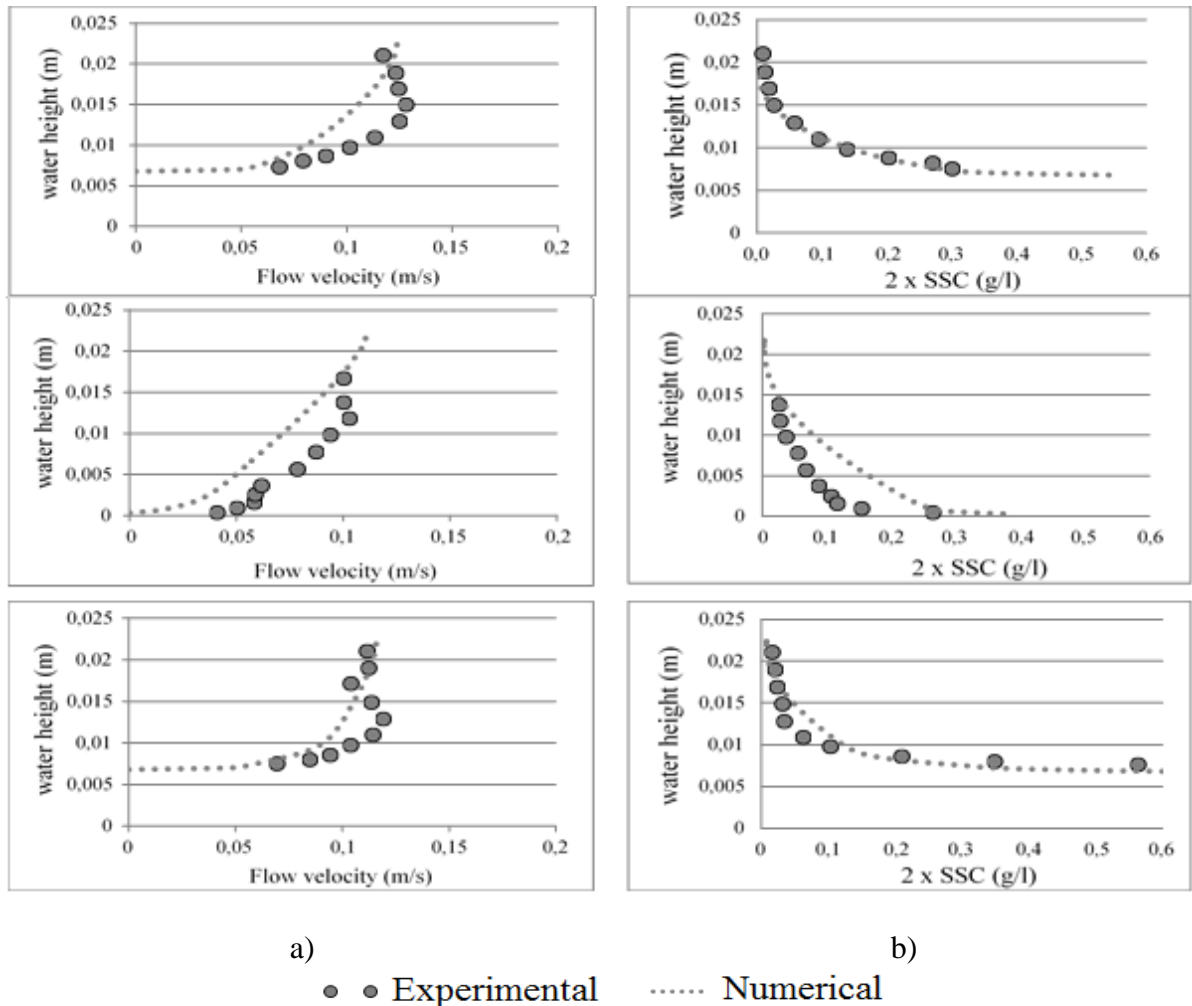 0,025
0,02
0,015
0,01
0,005
0
water height (m)
0 0,05 0,1 0,15 0,2
Flow velocity (m/s)
0,025
0,02
0,015
0,01
0,005
0
water height (m)
0,0 0,1 0,2 0,3 0,4 0,5 0,6
2 x SSC (g/l)
0,025
0,02
0,015
0,01
0,005
0
water height (m)
0 0,05 0,1 0,15 0,2
Flow velocity (m/s)
0,025
0,02
0,015
0,01
0,005
0
water height (m)
0 0,1 0,2 0,3 0,4 0,5 0,6
2 x SSC (g/l)
0,025
0,02
0,015
0,01
0,005
0
water height (m)
0 0,05 0,1 0,15 0,2
Flow velocity (m/s)
0,025
0,02
0,015
0,01
0,005
0
water height (m)
0 0,1 0,2 0,3 0,4 0,5 0,6
2 x SSC (g/l)
a) b)
Experimental Numerical